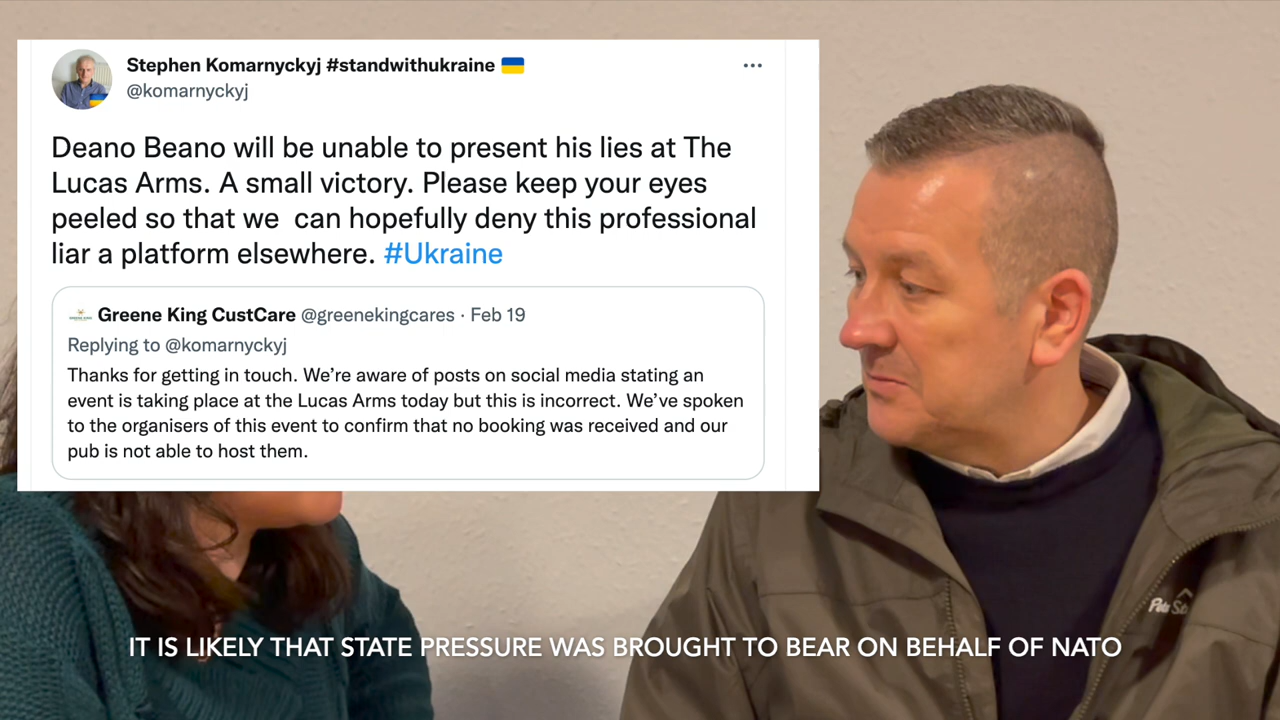 Stephen Komarnyckyj #standwithukraine 🇺🇦
@komarnyckyj
Deano Beano will be unable to present his lies at The
Lucas Arms. A small victory. Please keep your eyes
peeled so that we can hopefully deny this professional
liar a platform elsewhere. #Ukraine
Greene King CustCare @greenekingcares · Feb 19
Replying to @komarnyckyj
Thanks for getting in touch. We're aware of posts on social media stating an
event is taking place at the Lucas Arms today but this is incorrect. We've spoken
to the organisers of this event to confirm that no booking was received and our
pub is not able to host them.
IT IS LIKELY THAT STATE PRESSURE WAS BROUGHT TO BEAR ON BEHALF OF NATO